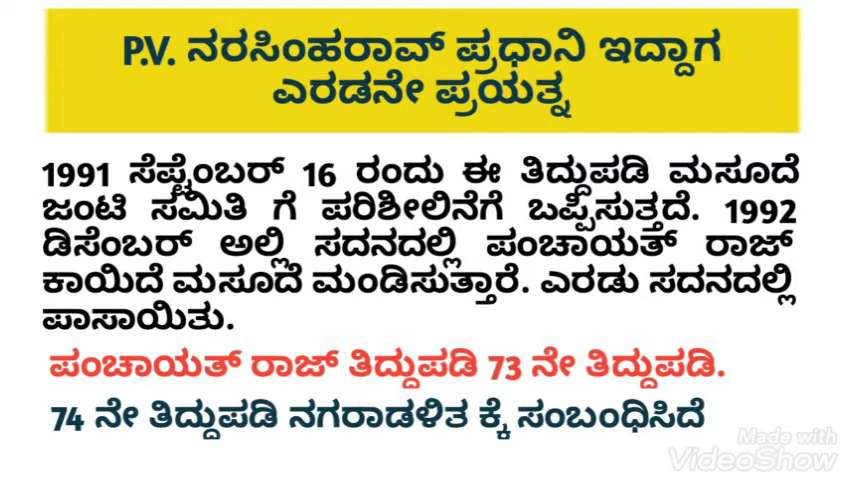 P.V. ನರಸಿಂಹರಾವ್ ಪ್ರಧಾನಿ ಇದ್ದಾಗ
ಎರಡನೇ ಪ್ರಯತ್ನ
1991 ಸೆಪ್ಟೆಂಬರ್ 16 ರಂದು ಈ ತಿದ್ದುಪಡಿ ಮಸೂದೆ
ಜಂಟಿ ಸಮಿತಿ ಗೆ ಪರಿಶೀಲಿನೆಗೆ ಒಪ್ಪಿಸುತ್ತದೆ. 1992
ಡಿಸೆಂಬರ್ ಅಲ್ಲಿ ಸದನದಲ್ಲಿ ಪಂಚಾಯತ್ ರಾಜ್
ಕಾಯಿದೆ ಮಸೂದೆ ಮಂಡಿಸುತ್ತಾರೆ. ಎರಡು ಸದನದಲ್ಲಿ
ಪಾಸಾಯಿತು.
ಪಂಚಾಯತ್ ರಾಜ್ ತಿದ್ದುಪಡಿ 73 ನೇ ತಿದ್ದುಪಡಿ.
74 ನೇ ತಿದ್ದುಪಡಿ ನಗರಾಡಳಿತ ಕ್ಕೆ ಸಂಬಂಧಿಸಿದೆ
Made with
VideoShow